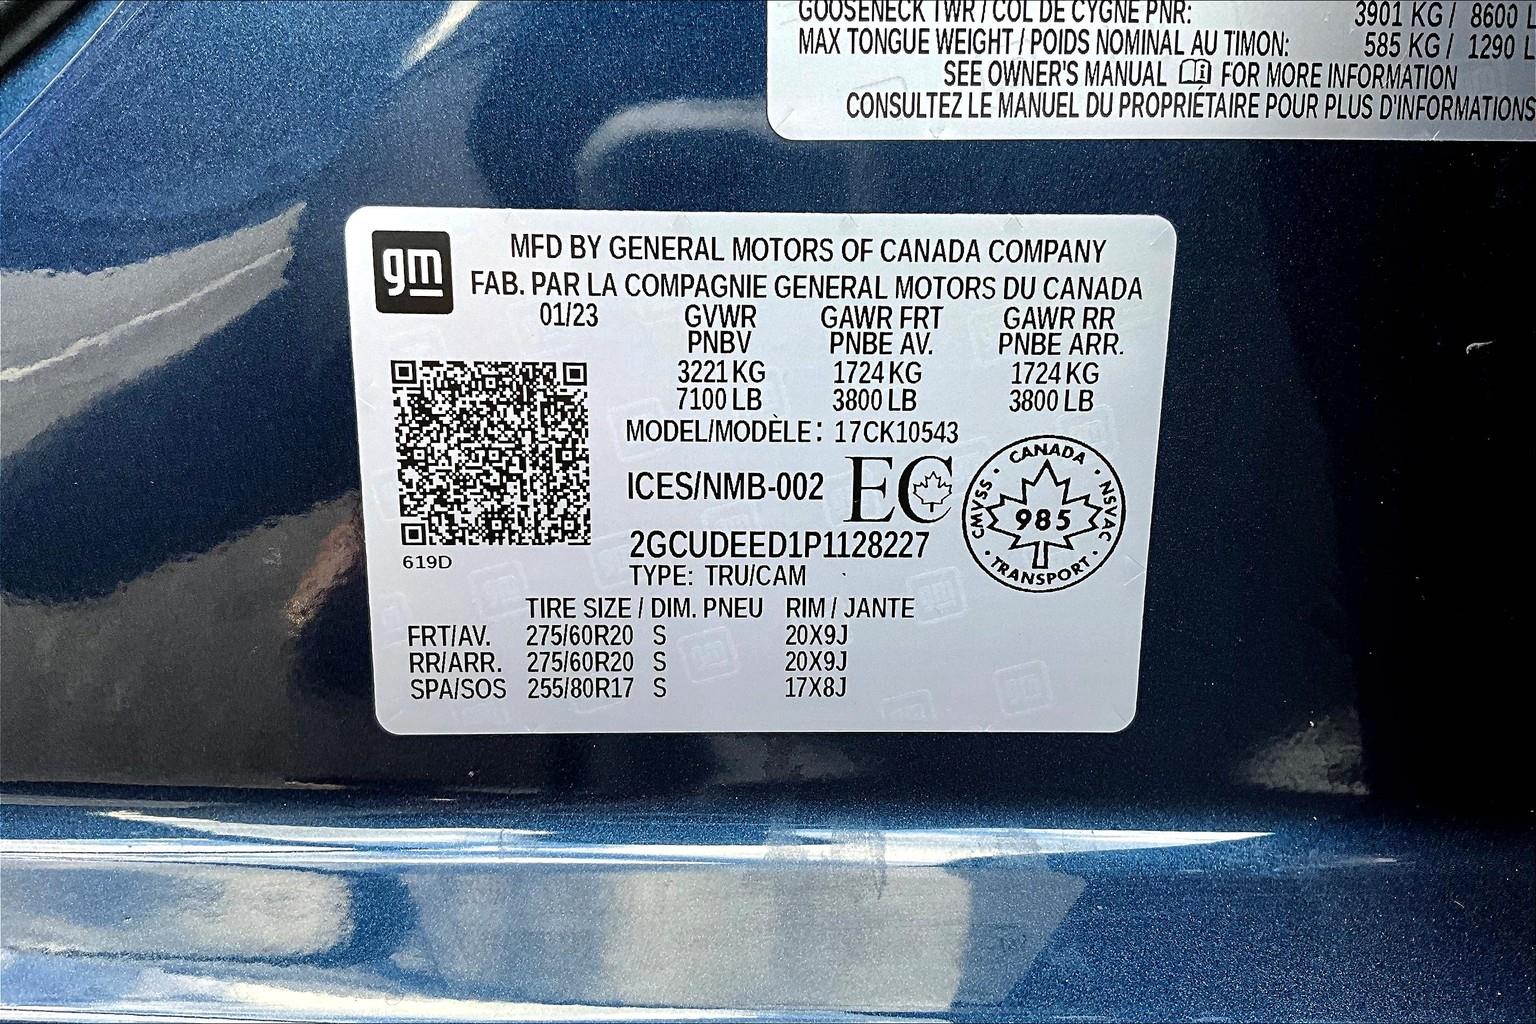 GOOSENECK TWR / COL DE CYGNE PNR: 3901 KG / 8600 L
MAX TONGUE WEIGHT / POIDS NOMINAL AU TIMON: 585 KG / 1290 L
SEE OWNER'S MANUAL FOR MORE INFORMATION
CONSULTEZ LE MANUEL DU PROPRIÉTAIRE POUR PLUS D'INFORMATIONS
gm
MFD BY GENERAL MOTORS OF CANADA COMPANY
FAB. PAR LA COMPAGNIE GENERAL MOTORS DU CANADA
01/23 GVWR GAWR FRT GAWR RR
PNBV PNBE AV. PNBE ARR.
3221 KG 1724 KG 1724 KG
7100 LB 3800 LB 3800 LB
MODEL/MODÈLE: 17CK10543
ICES/NMB-002 EC
CANADA · NSVAC · TRANSPORT · CMVSS ·
985
2GCUDEED1P1128227
619D
TYPE: TRU/CAM
TIRE SIZE / DIM. PNEU RIM / JANTE
FRT/AV. 275/60R20 S 20X9J
RR/ARR. 275/60R20 S 20X9J
SPA/SOS 255/80R17 S 17X8J